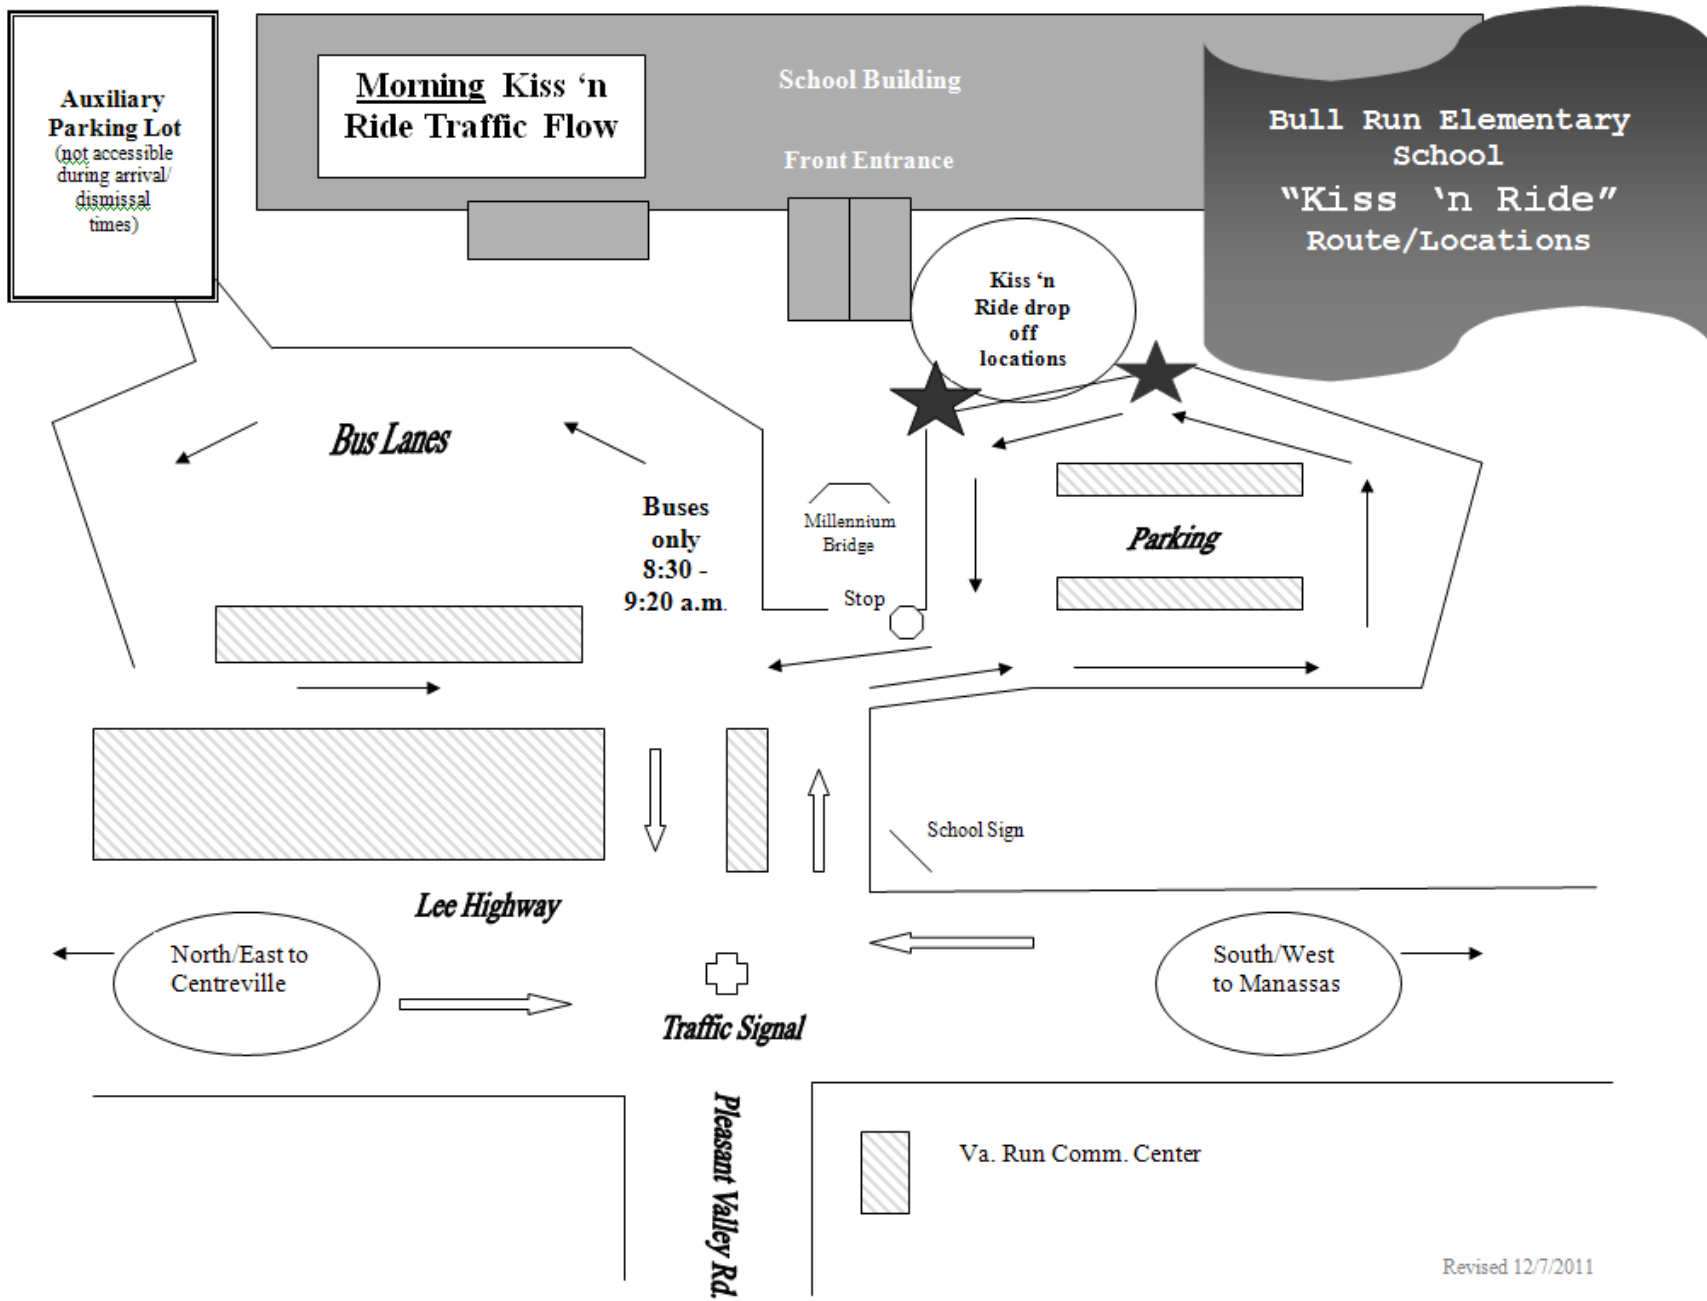 Auxiliary
Parking Lot
(not accessible
during arrival/
dismissal
times)
Morning Kiss ‘n
Ride Traffic Flow
School Building
Front Entrance
Bull Run Elementary
School
“Kiss ‘n Ride”
Route/Locations
Kiss ‘n
Ride drop
off
locations
Bus Lanes
Buses
only
8:30 -
9:20 a.m.
Millennium
Bridge
Stop
Parking
School Sign
Lee Highway
North/East to
Centreville
South/West
to Manassas
Traffic Signal
Pleasant Valley Rd.
Va. Run Comm. Center
Revised 12/7/2011